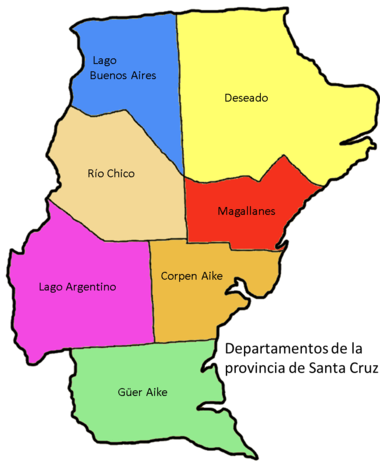 Lago
Buenos Aires
Deseado
Río Chico
Magallanes
Lago Argentino
Corpen Aike
Departamentos de la
provincia de Santa Cruz
Güer Aike